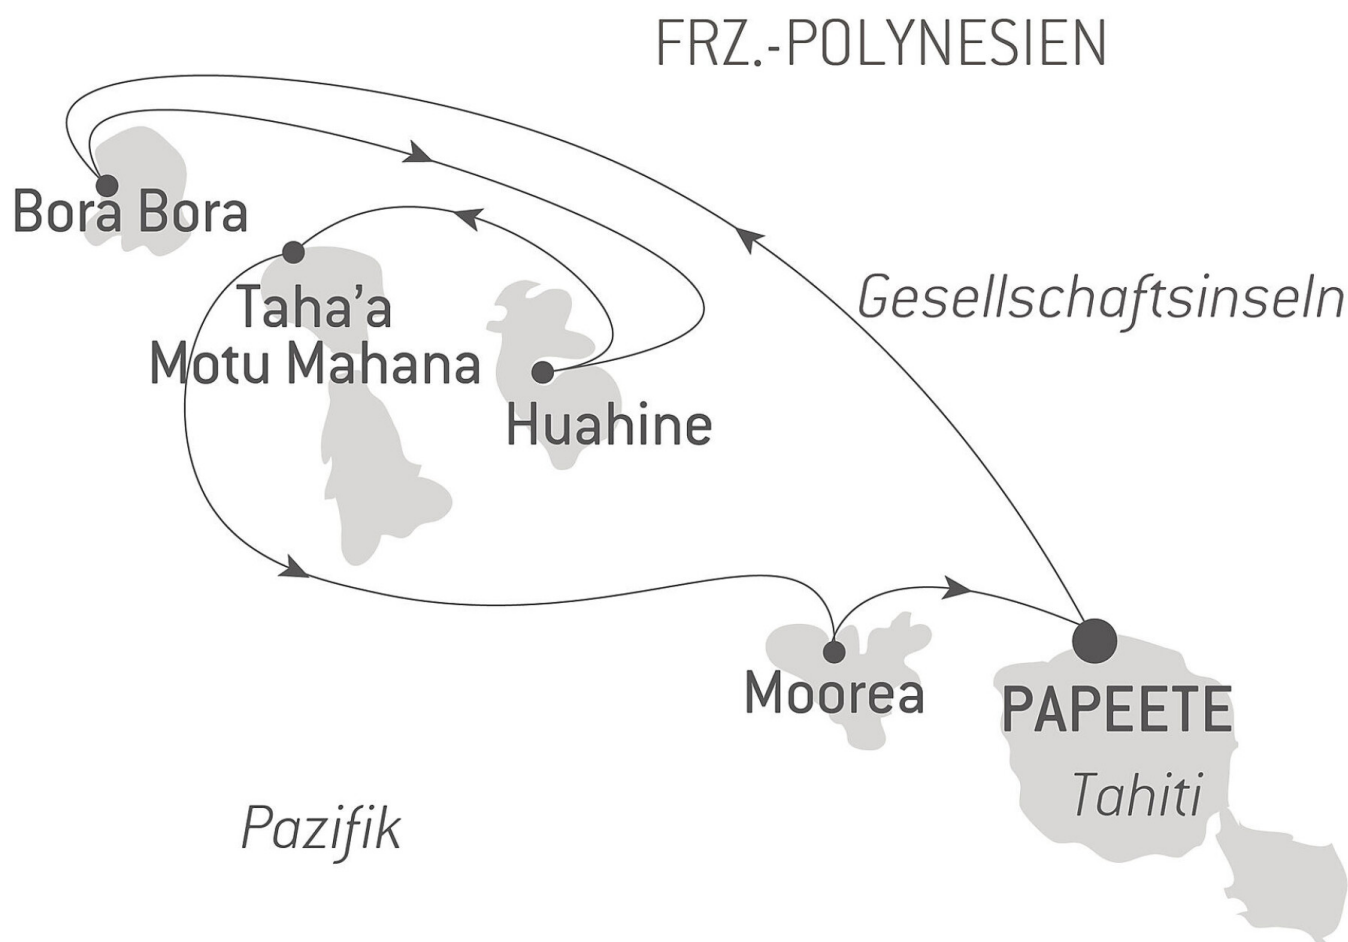 FRZ.-POLYNESIEN
Bora Bora
Gesellschaftsinseln
Taha’a
Motu Mahana
Huahine
Moorea
PAPEETE
Tahiti
Pazifik